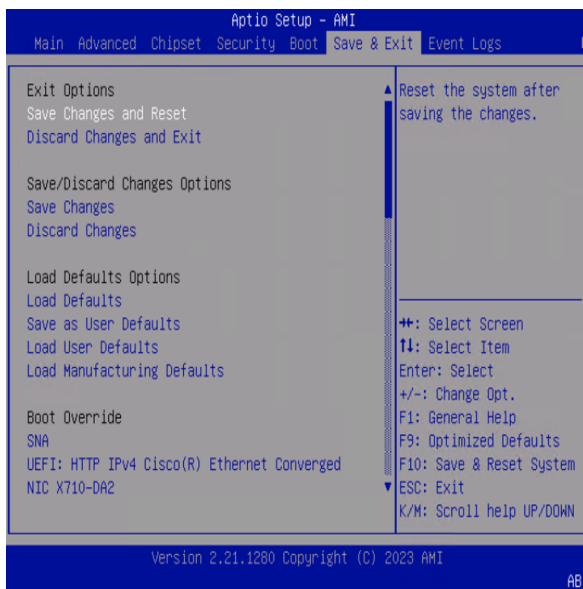 Aptio Setup - AMI
Main Advanced Chipset Security Boot Save & Exit Event Logs
Exit Options
Save Changes and Reset
Discard Changes and Exit
Save/Discard Changes Options
Save Changes
Discard Changes
Load Defaults Options
Load Defaults
Save as User Defaults
Load User Defaults
Load Manufacturing Defaults
Boot Override
SNA
UEFI: HTTP IPv4 Cisco(R) Ethernet Converged
NIC X710-DA2
Reset the system after
saving the changes.
: Select Screen
↑↓: Select Item
Enter: Select
+/-: Change Opt.
F1: General Help
F9: Optimized Defaults
F10: Save & Reset System
ESC: Exit
K/M: Scroll help UP/DOWN
Version 2.21.1280 Copyright (C) 2023 AMI
AB